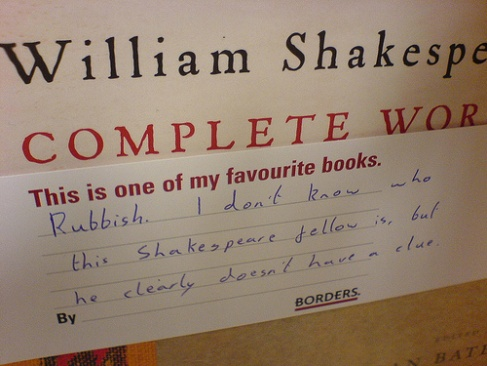 William Shakespe
COMPLETE WOR
This is one of my favourite books.
Rubbish. I don't know who
this Shakespeare fellow is, but
he clearly doesn't have a clue.
By
BORDERS.